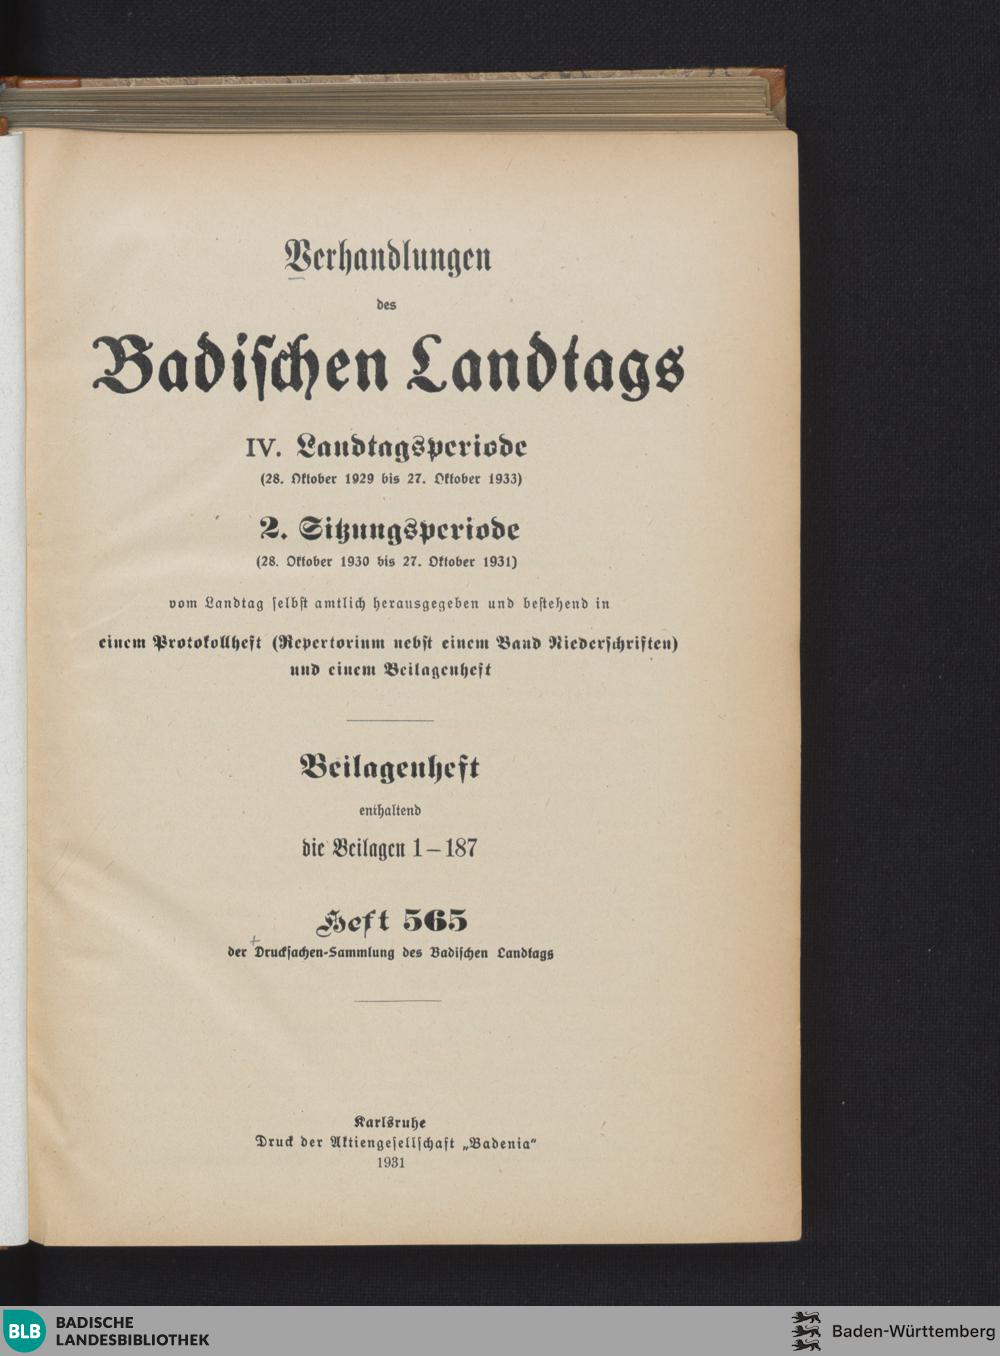 Verhandlungen
des
Badischen Landtags
IV. Landtagsperiode
(28. Oktober 1929 bis 27. Oktober 1933)
2. Sitzungsperiode
(28. Oktober 1930 bis 27. Oktober 1931)
vom Landtag selbst amtlich herausgegeben und bestehend in
einem Protokollheft (Repertorium nebst einem Band Niederschriften)
und einem Beilagenheft
Beilagenheft
enthaltend
die Beilagen 1–187
Heft 565
der Drucksachen-Sammlung des Badischen Landtags
Karlsruhe
Druck der Aktiengesellschaft „Badenia“
1931
BLB
BADISCHE
LANDESBIBLIOTHEK
Baden-Württemberg